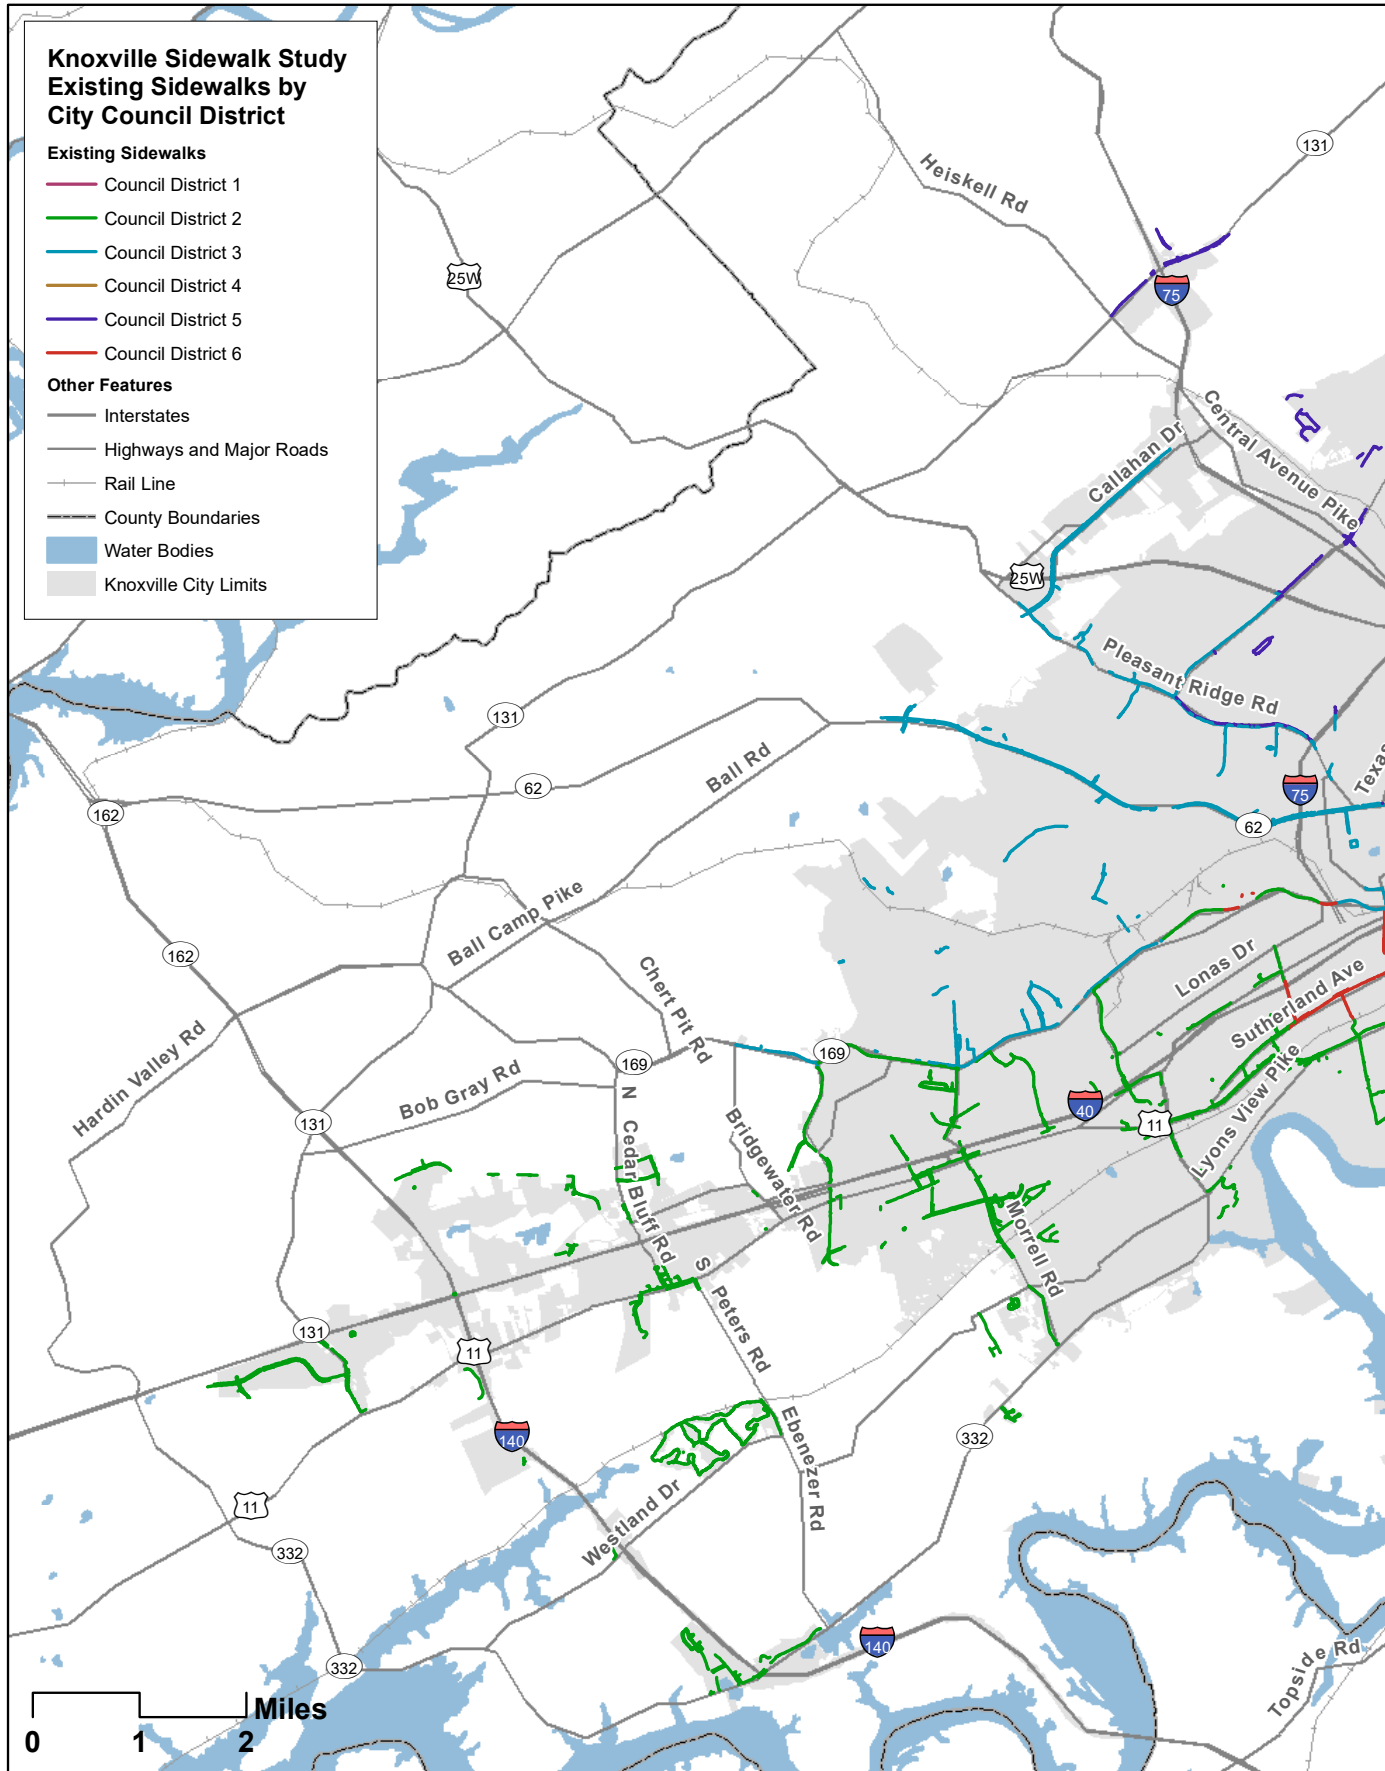 Knoxville Sidewalk Study
Existing Sidewalks by
City Council District
Existing Sidewalks
Council District 1
Council District 2
Council District 3
Council District 4
Council District 5
Council District 6
Other Features
Interstates
Highways and Major Roads
Rail Line
County Boundaries
Water Bodies
Knoxville City Limits
131
Heiskell Rd
25W
75
Central Avenue Pike
Callahan Dr
25W
Pleasant Ridge Rd
131
Ball Rd
62
75
Texas
162
62
Ball Camp Pike
162
Chert Pit Rd
Lonas Dr
Sutherland Ave
Hardin Valley Rd
169
169
Bob Gray Rd
N Cedar Bluff Rd
Bridgewater Rd
40
11
Lyons View Pike
131
Morrell Rd
S Peters Rd
131
11
Ebenezer Rd
140
332
11
Westland Dr
332
140
332
Topside Rd
Miles
0 1 2